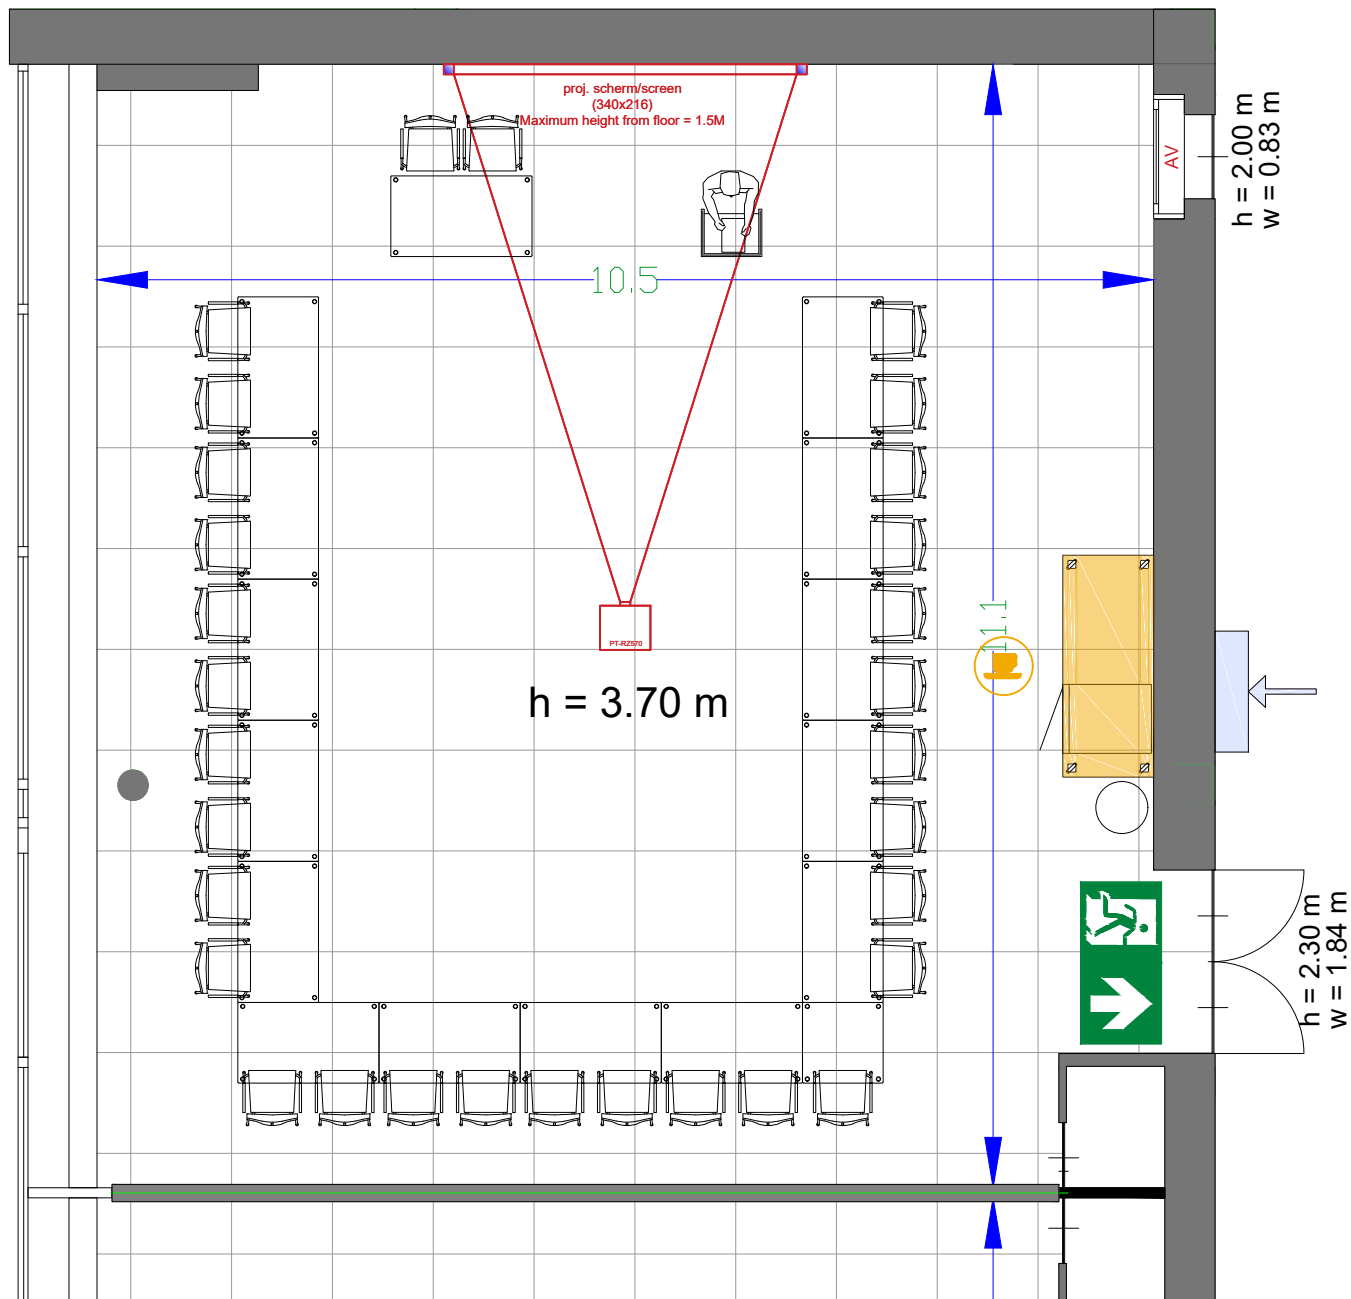 proj. scherm/screen
(340x216)
Maximum height from floor = 1.5M
AV
h = 2.00 m
w = 0.83 m
10.5
11.1
PT-RZ570
h = 3.70 m
h = 2.30 m
w = 1.84 m